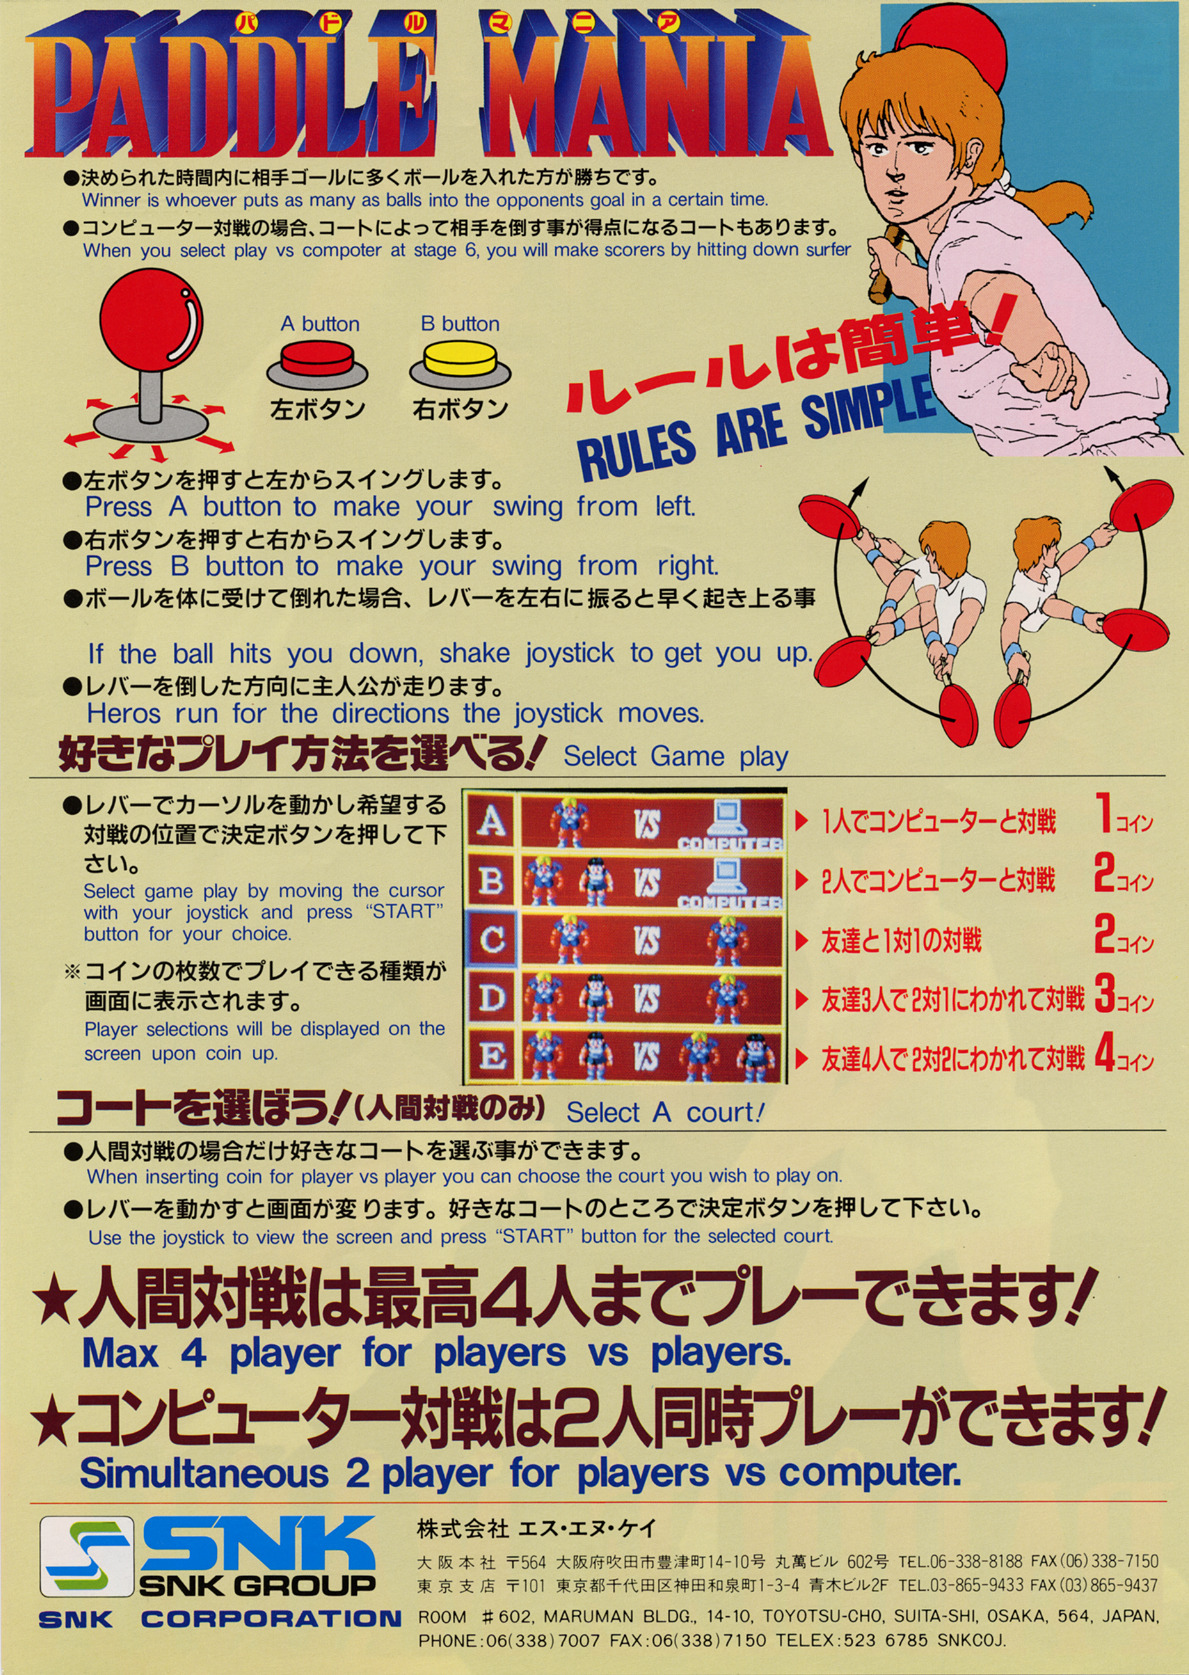 パドルマニア
PADDLE MANIA
●決められた時間内に相手ゴールに多くボールを入れた方が勝ちです。
Winner is whoever puts as many as balls into the opponents goal in a certain time.
●コンピューター対戦の場合、コートによって相手を倒す事が得点になるコートもあります。
When you select play vs compoter at stage 6, you will make scorers by hitting down surfer
A button
B button
左ボタン
右ボタン
ルールは簡単!
RULES ARE SIMPLE
●左ボタンを押すと左からスイングします。
Press A button to make your swing from left.
●右ボタンを押すと右からスイングします。
Press B button to make your swing from right.
●ボールを体に受けて倒れた場合、レバーを左右に振ると早く起き上る事
If the ball hits you down, shake joystick to get you up.
●レバーを倒した方向に主人公が走ります。
Heros run for the directions the joystick moves.
好きなプレイ方法を選べる! Select Game play
●レバーでカーソルを動かし希望する
対戦の位置で決定ボタンを押して下
さい。
Select game play by moving the cursor
with your joystick and press "START"
button for your choice.
※コインの枚数でプレイできる種類が
画面に表示されます。
Player selections will be displayed on the
screen upon coin up.
A VS COMPUTER
B VS COMPUTER
C VS
D VS
E VS
▶1人でコンピューターと対戦 1コイン
▶2人でコンピューターと対戦 2コイン
▶友達と1対1の対戦 2コイン
▶友達3人で2対1にわかれて対戦 3コイン
▶友達4人で2対2にわかれて対戦 4コイン
コートを選ぼう!(人間対戦のみ) Select A court!
●人間対戦の場合だけ好きなコートを選ぶ事ができます。
When inserting coin for player vs player you can choose the court you wish to play on.
●レバーを動かすと画面が変ります。好きなコートのところで決定ボタンを押して下さい。
Use the joystick to view the screen and press "START" button for the selected court.
★人間対戦は最高4人までプレーできます!
Max 4 player for players vs players.
★コンピューター対戦は2人同時プレーができます!
Simultaneous 2 player for players vs computer.
SNK
SNK GROUP
SNK CORPORATION
株式会社 エス・エヌ・ケイ
大阪本社 〒564 大阪府吹田市豊津町14-10号 丸萬ビル 602号 TEL.06-338-8188 FAX(06)338-7150
東京支店 〒101 東京都千代田区神田和泉町1-3-4 青木ビル2F TEL.03-865-9433 FAX(03)865-9437
ROOM #602, MARUMAN BLDG., 14-10, TOYOTSU-CHO, SUITA-SHI, OSAKA, 564, JAPAN,
PHONE:06(338)7007 FAX:06(338)7150 TELEX:523 6785 SNKCOJ.